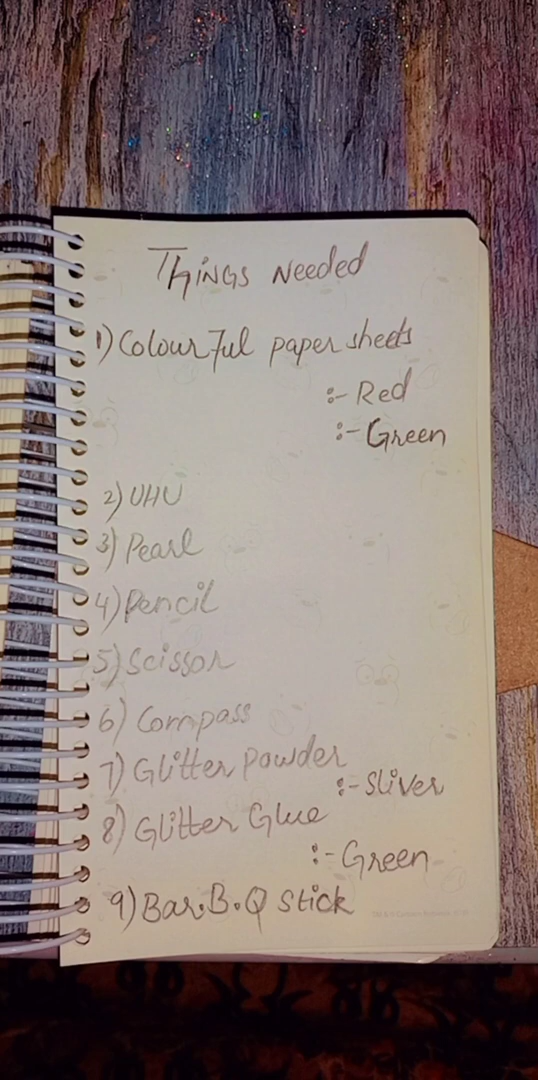 Things Needed
1) Colourful paper sheets
:- Red
:- Green
2) UHU
3) Pearl
4) Pencil
5) Scissor
6) Compass
7) Glitter Powder
:- Sliver
8) Glitter Glue
:- Green
9) Bar.B.Q Stick